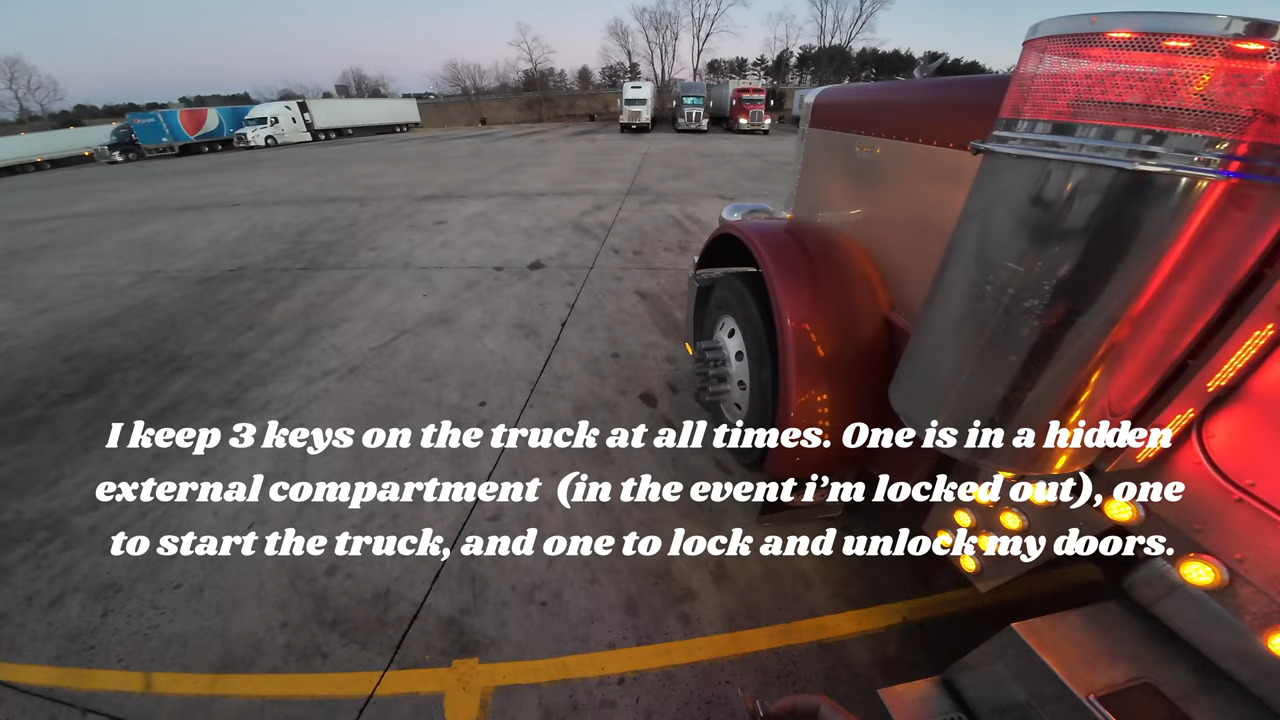 I keep 3 keys on the truck at all times. One is in a hidden
external compartment (in the event i'm locked out), one
to start the truck, and one to lock and unlock my doors.